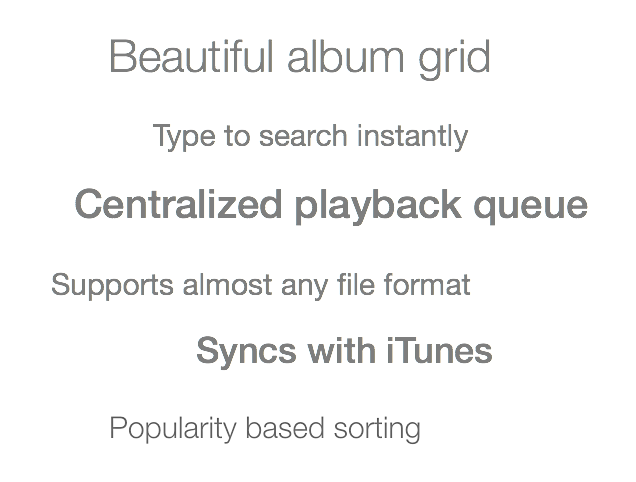 Beautiful album grid
Type to search instantly
Centralized playback queue
Supports almost any file format
Syncs with iTunes
Popularity based sorting